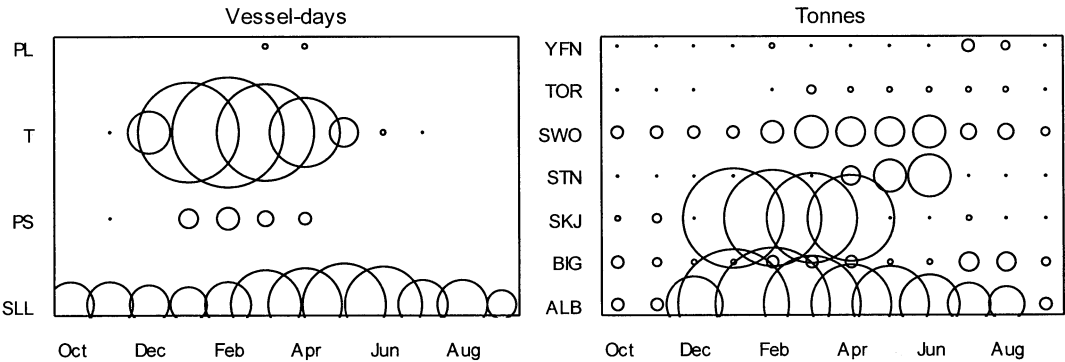 Vessel-days
PL
T
PS
SLL
Oct Dec Feb Apr Jun Aug
Tonnes
YFN
TOR
SWO
STN
SKJ
BIG
ALB
Oct Dec Feb Apr Jun Aug